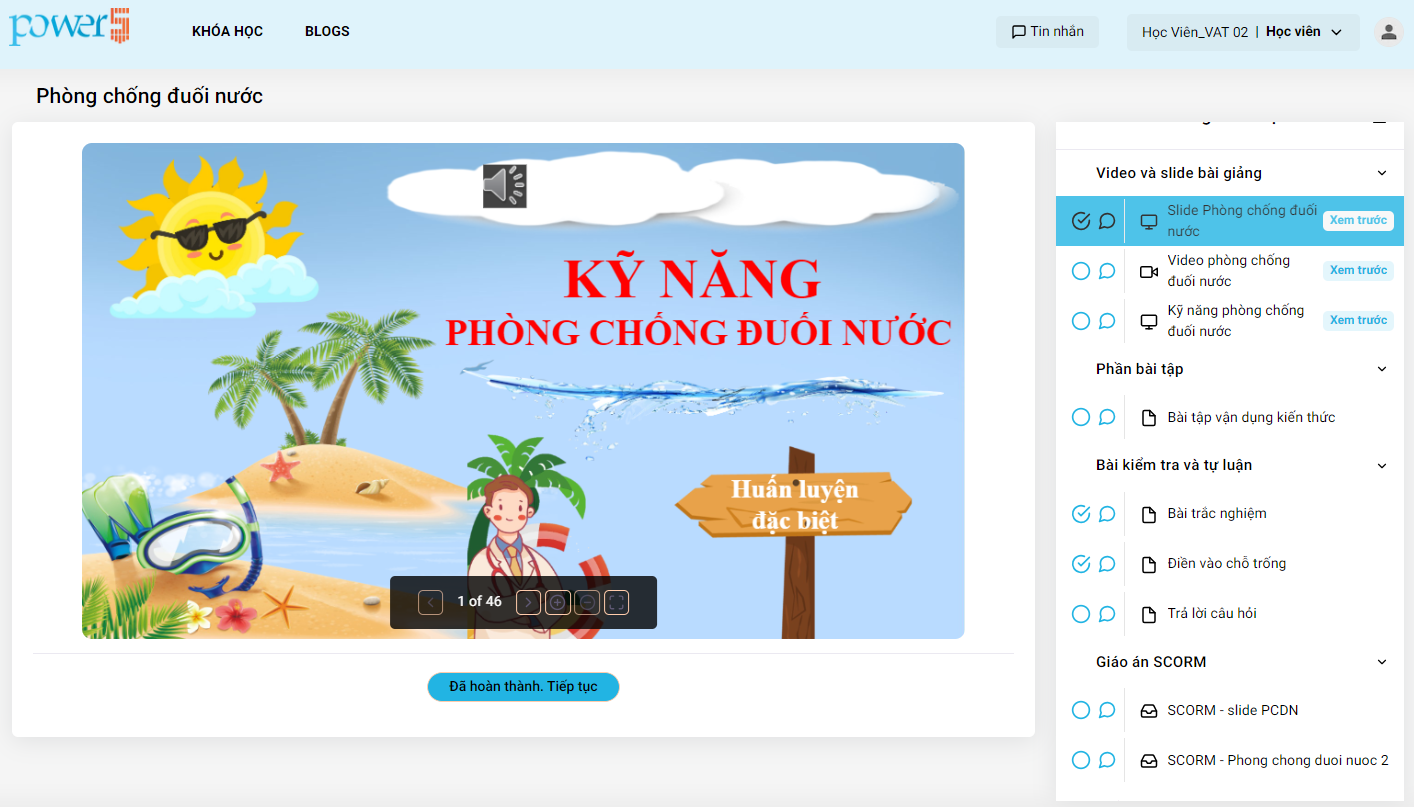 power5
KHÓA HỌC
BLOGS
Tin nhắn
Học Viên_VAT 02 | Học viên
Phòng chống đuối nước
KỸ NĂNG
PHÒNG CHỐNG ĐUỐI NƯỚC
Huấn luyện
đặc biệt
1 of 46
Đã hoàn thành. Tiếp tục
Video và slide bài giảng
Slide Phòng chống đuối
nước
Xem trước
Video phòng chống
đuối nước
Xem trước
Kỹ năng phòng chống
đuối nước
Xem trước
Phần bài tập
Bài tập vận dụng kiến thức
Bài kiểm tra và tự luận
Bài trắc nghiệm
Điền vào chỗ trống
Trả lời câu hỏi
Giáo án SCORM
SCORM - slide PCDN
SCORM - Phong chong duoi nuoc 2